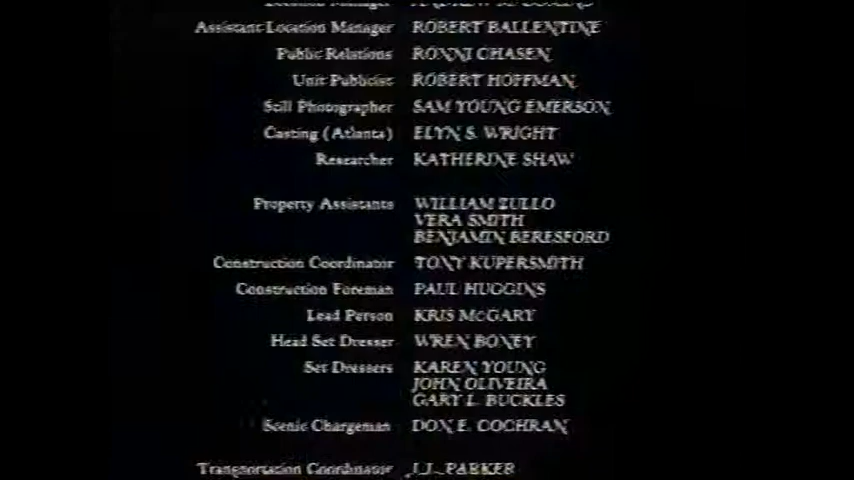 Location Manager
Assistant Location Manager ROBERT BALLENTINE
Public Relations RONNI CHASEN
Unit Publicist ROBERT HOFFMAN
Still Photographer SAM YOUNG EMERSON
Casting (Atlanta) ELYN S. WRIGHT
Researcher KATHERINE SHAW
Property Assistants WILLIAM ZULLO
VERA SMITH
BENJAMIN BERESFORD
Construction Coordinator TONY KUPERSMITH
Construction Foreman PAUL HUGGINS
Lead Person KRIS McGARY
Head Set Dresser WREN BONEY
Set Dressers KAREN YOUNG
JOHN OLIVEIRA
GARY L. BUCKLES
Scenic Chargeman DON E. COCHRAN
Transportation Coordinator J.L. PARKER